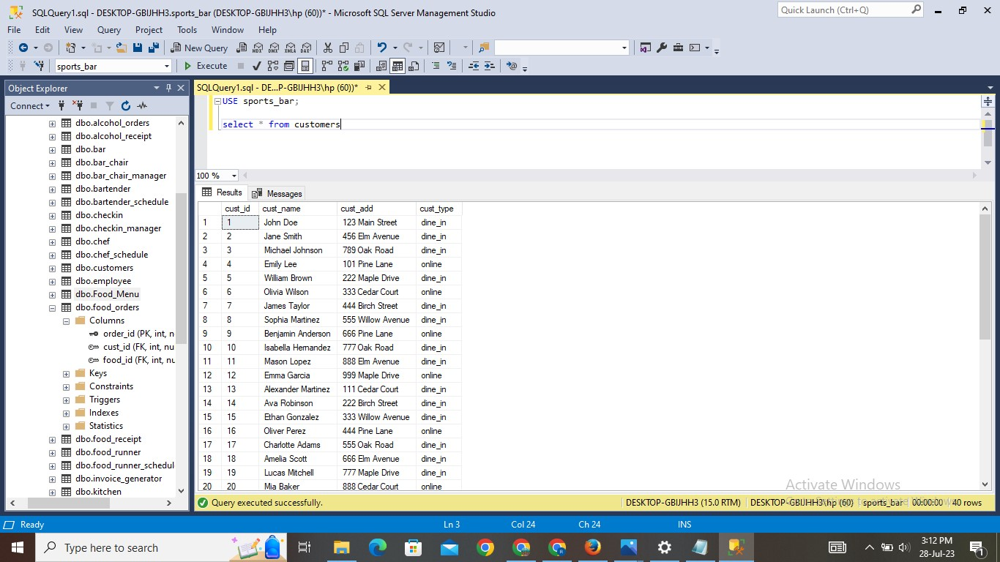 SQLQuery1.sql - DESKTOP-GBIJHH3.sports_bar (DESKTOP-GBIJHH3\hp (60))* - Microsoft SQL Server Management Studio
Quick Launch (Ctrl+Q)
File Edit View Query Project Tools Window Help
New Query MDX DMX XMLA DAX
sports_bar Execute
Object Explorer
Connect
dbo.alcohol_orders
dbo.alcohol_receipt
dbo.bar
dbo.bar_chair
dbo.bar_chair_manager
dbo.bartender
dbo.bartender_schedule
dbo.checkin
dbo.checkin_manager
dbo.chef
dbo.chef_schedule
dbo.customers
dbo.employee
dbo.Food_Menu
dbo.food_orders
Columns
order_id (PK, int, n
cust_id (FK, int, nu
food_id (FK, int, nu
Keys
Constraints
Triggers
Indexes
Statistics
dbo.food_receipt
dbo.food_runner
dbo.food_runner_schedul
dbo.invoice_generator
dbo.kitchen
SQLQuery1.sql - DE...P-GBIJHH3\hp (60))*
USE sports_bar;
select * from customers
100 %
Results Messages
cust_id cust_name cust_add cust_type
1 1 John Doe 123 Main Street dine_in
2 2 Jane Smith 456 Elm Avenue dine_in
3 3 Michael Johnson 789 Oak Road dine_in
4 4 Emily Lee 101 Pine Lane online
5 5 William Brown 222 Maple Drive dine_in
6 6 Olivia Wilson 333 Cedar Court online
7 7 James Taylor 444 Birch Street dine_in
8 8 Sophia Martinez 555 Willow Avenue dine_in
9 9 Benjamin Anderson 666 Pine Lane online
10 10 Isabella Hernandez 777 Oak Road dine_in
11 11 Mason Lopez 888 Elm Avenue dine_in
12 12 Emma Garcia 999 Maple Drive online
13 13 Alexander Martinez 111 Cedar Court dine_in
14 14 Ava Robinson 222 Birch Street dine_in
15 15 Ethan Gonzalez 333 Willow Avenue dine_in
16 16 Oliver Perez 444 Pine Lane online
17 17 Charlotte Adams 555 Oak Road dine_in
18 18 Amelia Scott 666 Elm Avenue dine_in
19 19 Lucas Mitchell 777 Maple Drive dine_in
20 20 Mia Baker 888 Cedar Court online
Activate Windows
Query executed successfully. DESKTOP-GBIJHH3 (15.0 RTM) DESKTOP-GBIJHH3\hp (60) sports_bar 00:00:00 40 rows
Ready Ln 3 Col 24 Ch 24 INS
Type here to search
3:12 PM
28-Jul-23
1